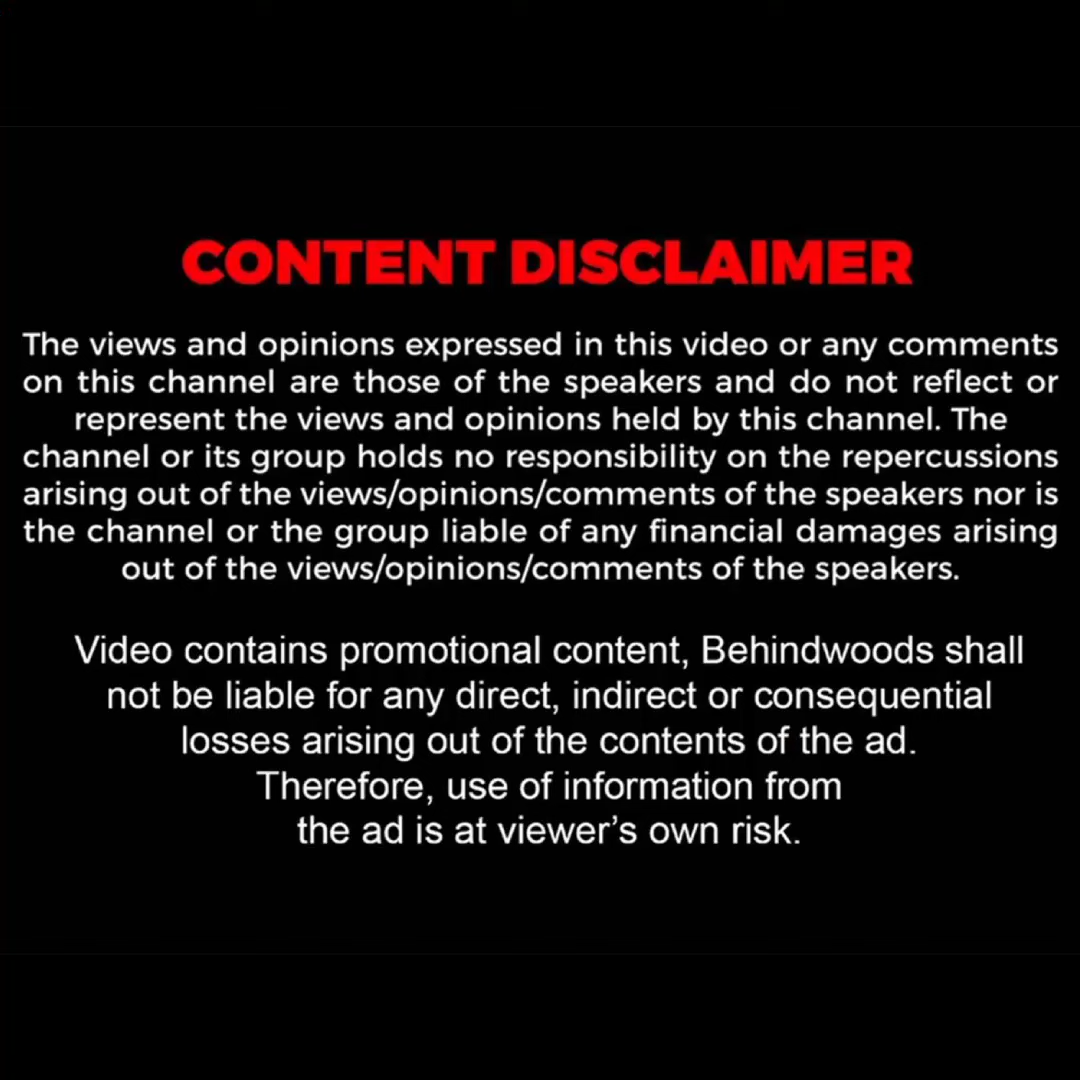 CONTENT DISCLAIMER
The views and opinions expressed in this video or any comments
on this channel are those of the speakers and do not reflect or
represent the views and opinions held by this channel. The
channel or its group holds no responsibility on the repercussions
arising out of the views/opinions/comments of the speakers nor is
the channel or the group liable of any financial damages arising
out of the views/opinions/comments of the speakers.
Video contains promotional content, Behindwoods shall
not be liable for any direct, indirect or consequential
losses arising out of the contents of the ad.
Therefore, use of information from
the ad is at viewer’s own risk.